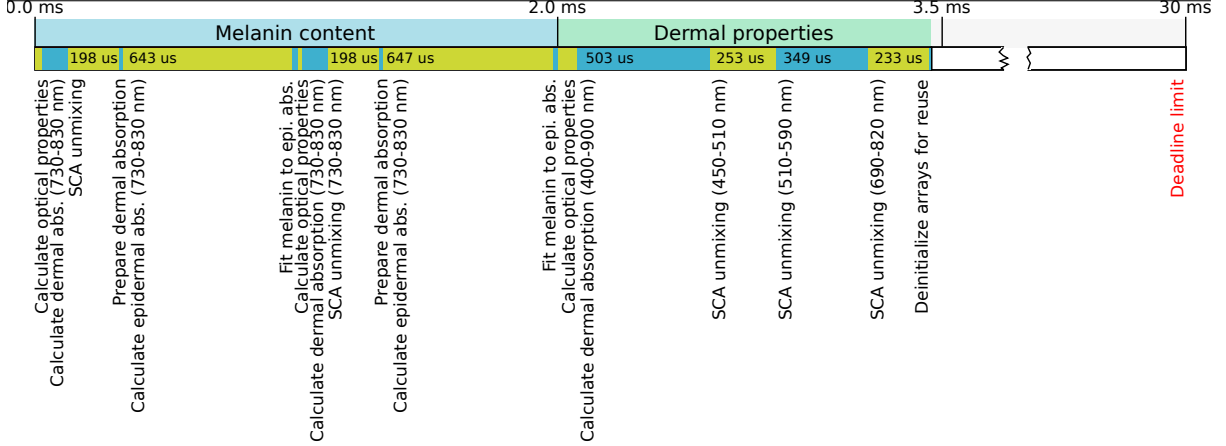 0.0 ms
2.0 ms
3.5 ms
30 ms
Melanin content
Dermal properties
198 us
643 us
198 us
647 us
503 us
253 us
349 us
233 us
Calculate optical properties
Calculate dermal abs. (730-830 nm)
SCA unmixing
Prepare dermal absorption
Calculate epidermal abs. (730-830 nm)
Fit melanin to epi. abs.
Calculate optical properties
Calculate dermal absorption (730-830 nm)
SCA unmixing (730-830 nm)
Prepare dermal absorption
Calculate epidermal abs. (730-830 nm)
Fit melanin to epi. abs.
Calculate optical properties
Calculate dermal absorption (400-900 nm)
SCA unmixing (450-510 nm)
SCA unmixing (510-590 nm)
SCA unmixing (690-820 nm)
Deinitialize arrays for reuse
Deadline limit